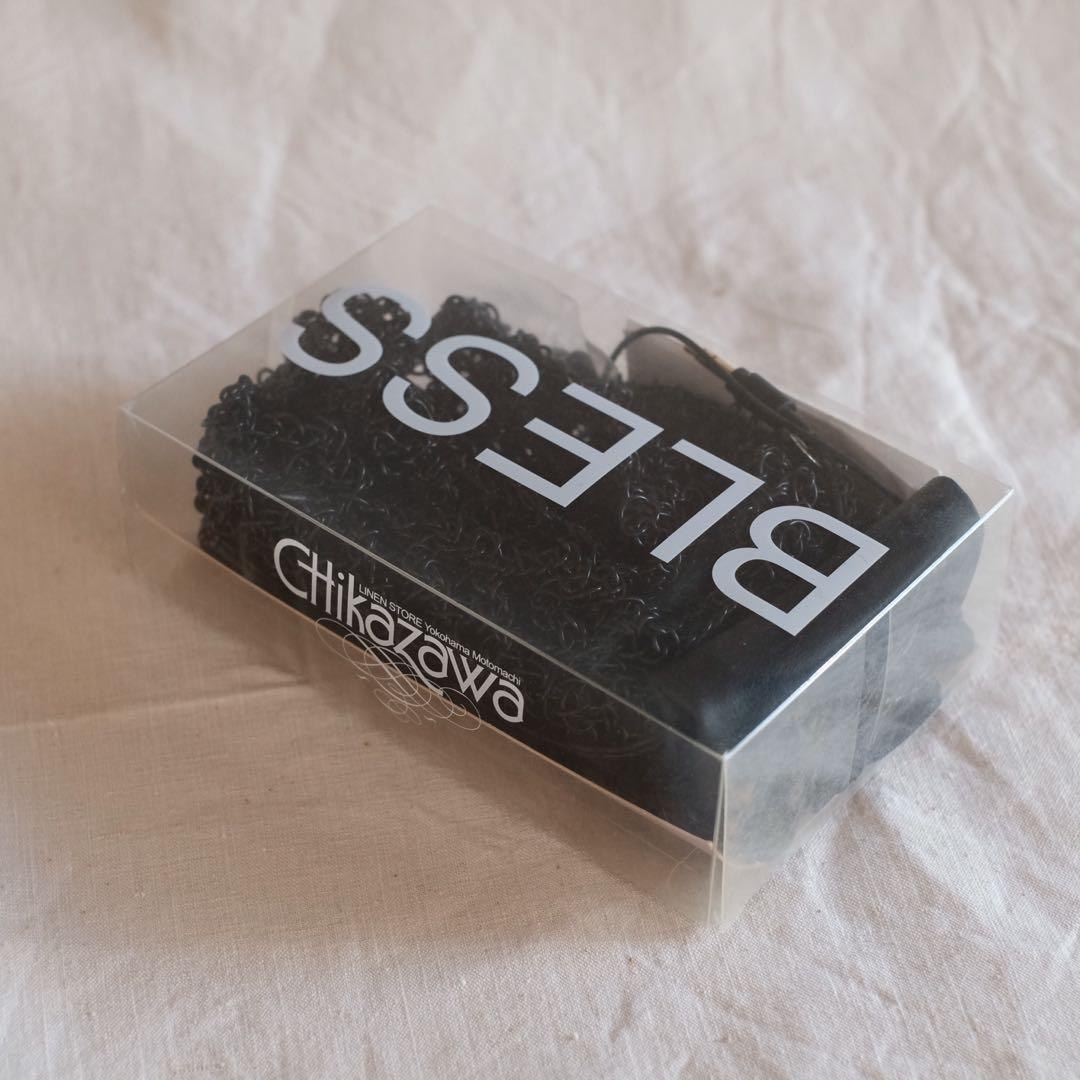 BLESS
CHikazawa
LINEN STORE Yokohama Motomachi